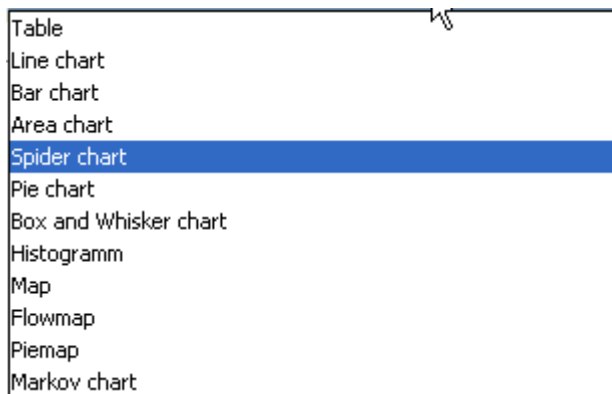 Table
Line chart
Bar chart
Area chart
Spider chart
Pie chart
Box and Whisker chart
Histogramm
Map
Flowmap
Piemap
Markov chart